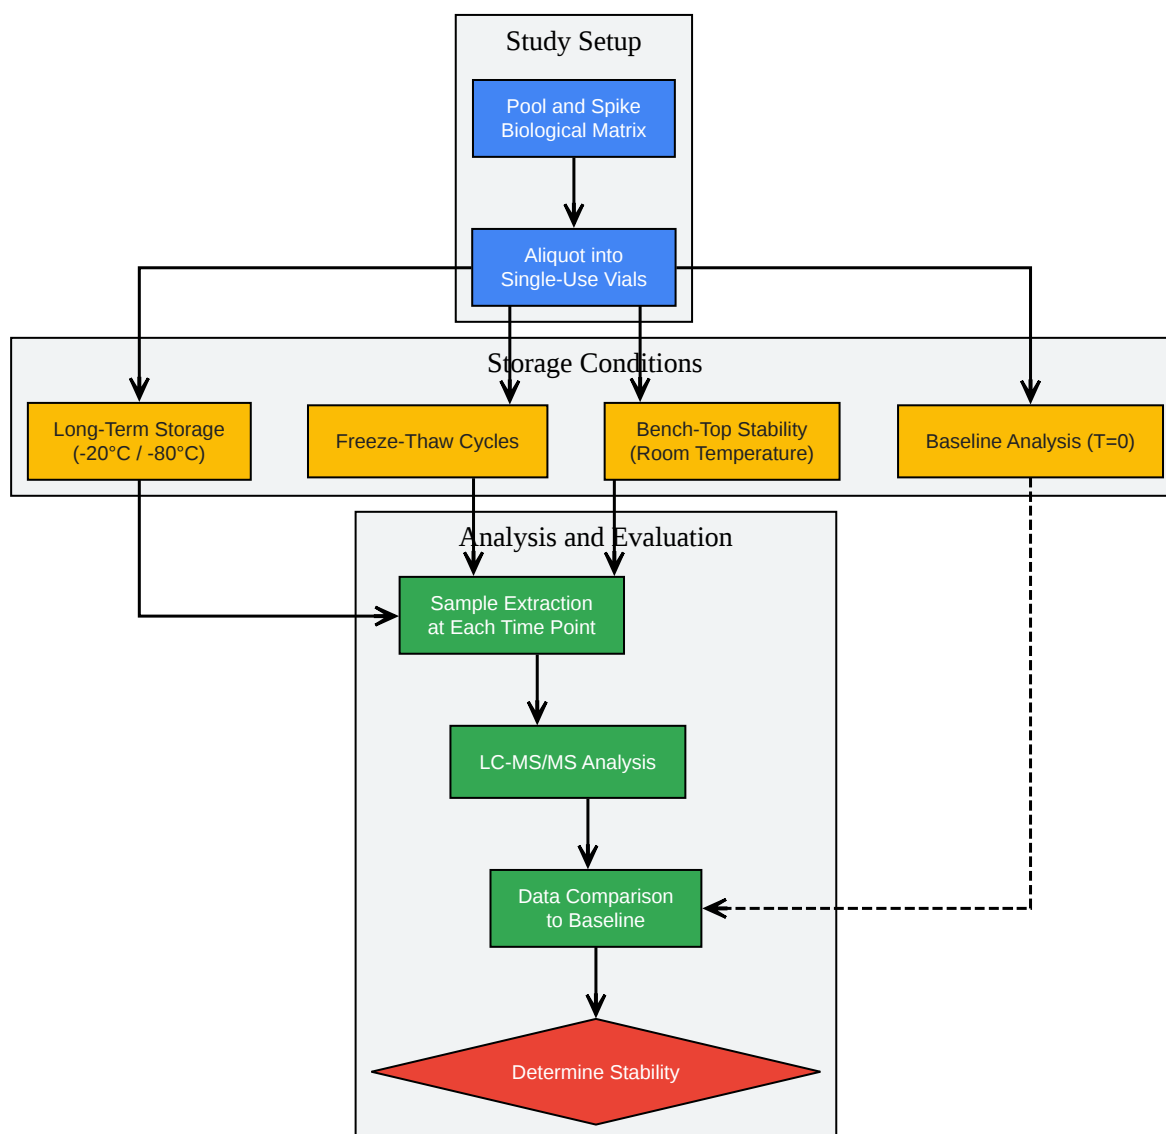 Study Setup
Pool and Spike
Biological Matrix
Aliquot into
Single-Use Vials
Storage Conditions
Long-Term Storage
(-20°C / -80°C)
Freeze-Thaw Cycles
Bench-Top Stability
(Room Temperature)
Baseline Analysis (T=0)
Analysis and Evaluation
Sample Extraction
at Each Time Point
LC-MS/MS Analysis
Data Comparison
to Baseline
Determine Stability